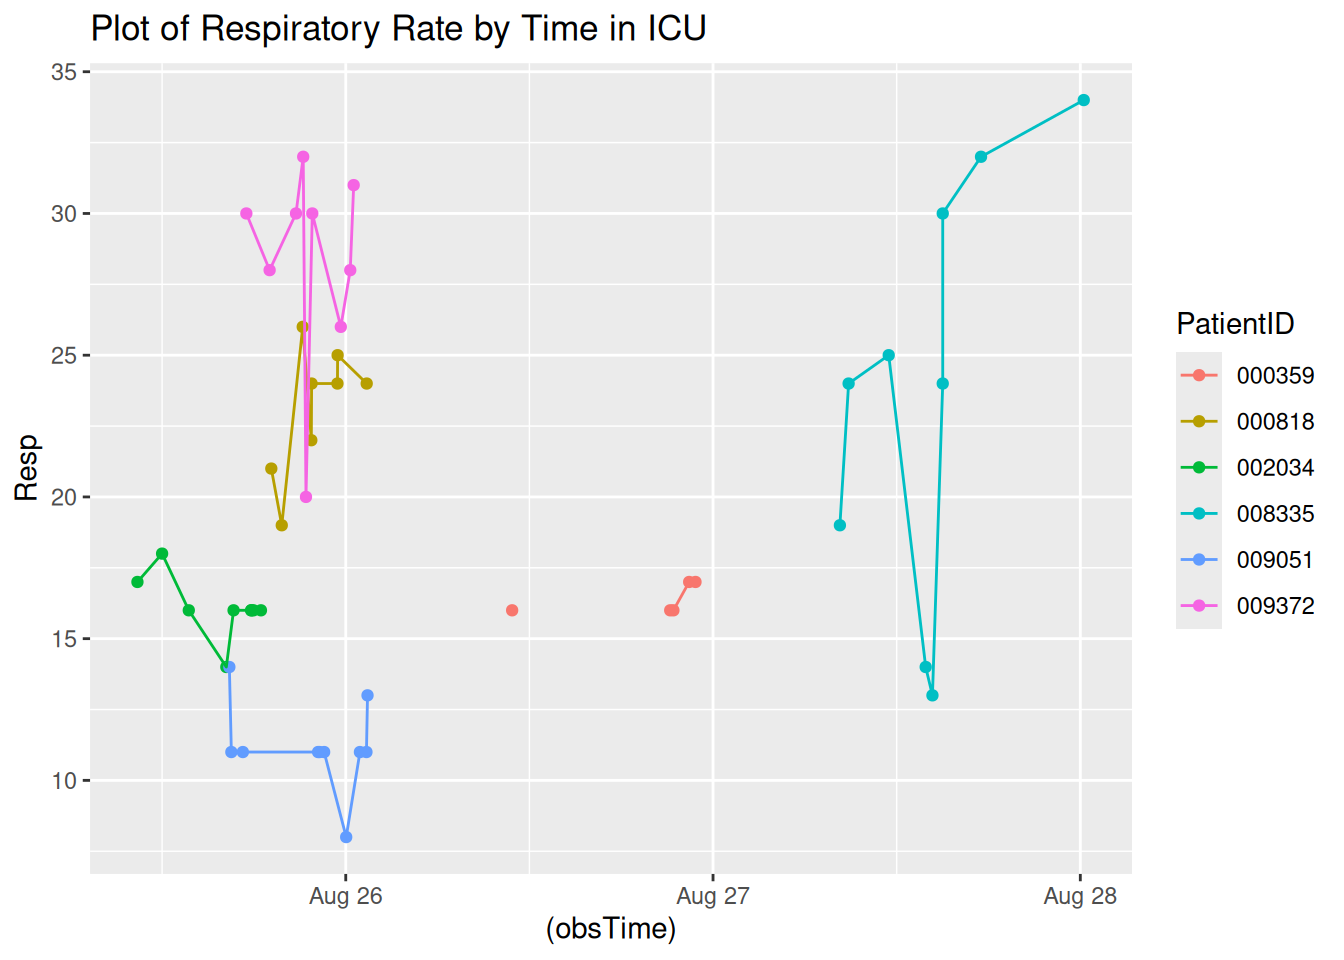 Plot of Respiratory Rate by Time in ICU
35
30
25
20
15
10
Resp
Aug 26
Aug 27
Aug 28
(obsTime)
PatientID
000359
000818
002034
008335
009051
009372